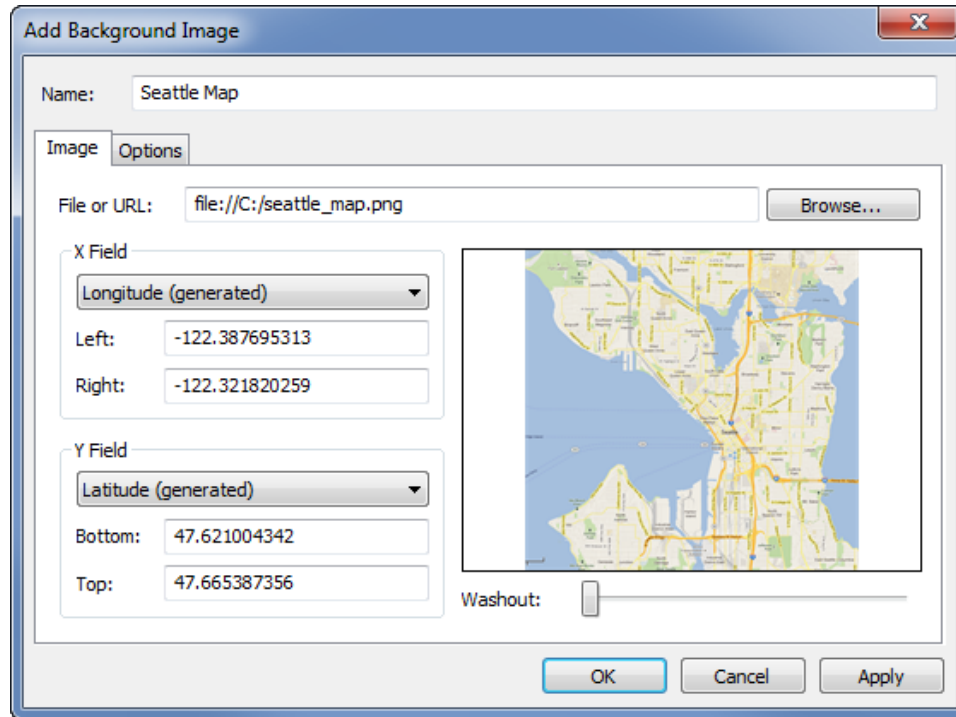 Add Background Image
Name: Seattle Map
Image Options
File or URL: file://C:/seattle_map.png Browse...
X Field
Longitude (generated)
Left: -122.387695313
Right: -122.321820259
Y Field
Latitude (generated)
Bottom: 47.621004342
Top: 47.665387356
Seattle
Washout:
OK Cancel Apply